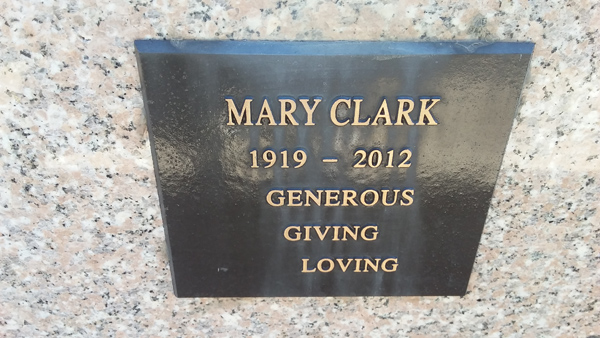 MARY CLARK
1919 – 2012
GENEROUS
GIVING
LOVING